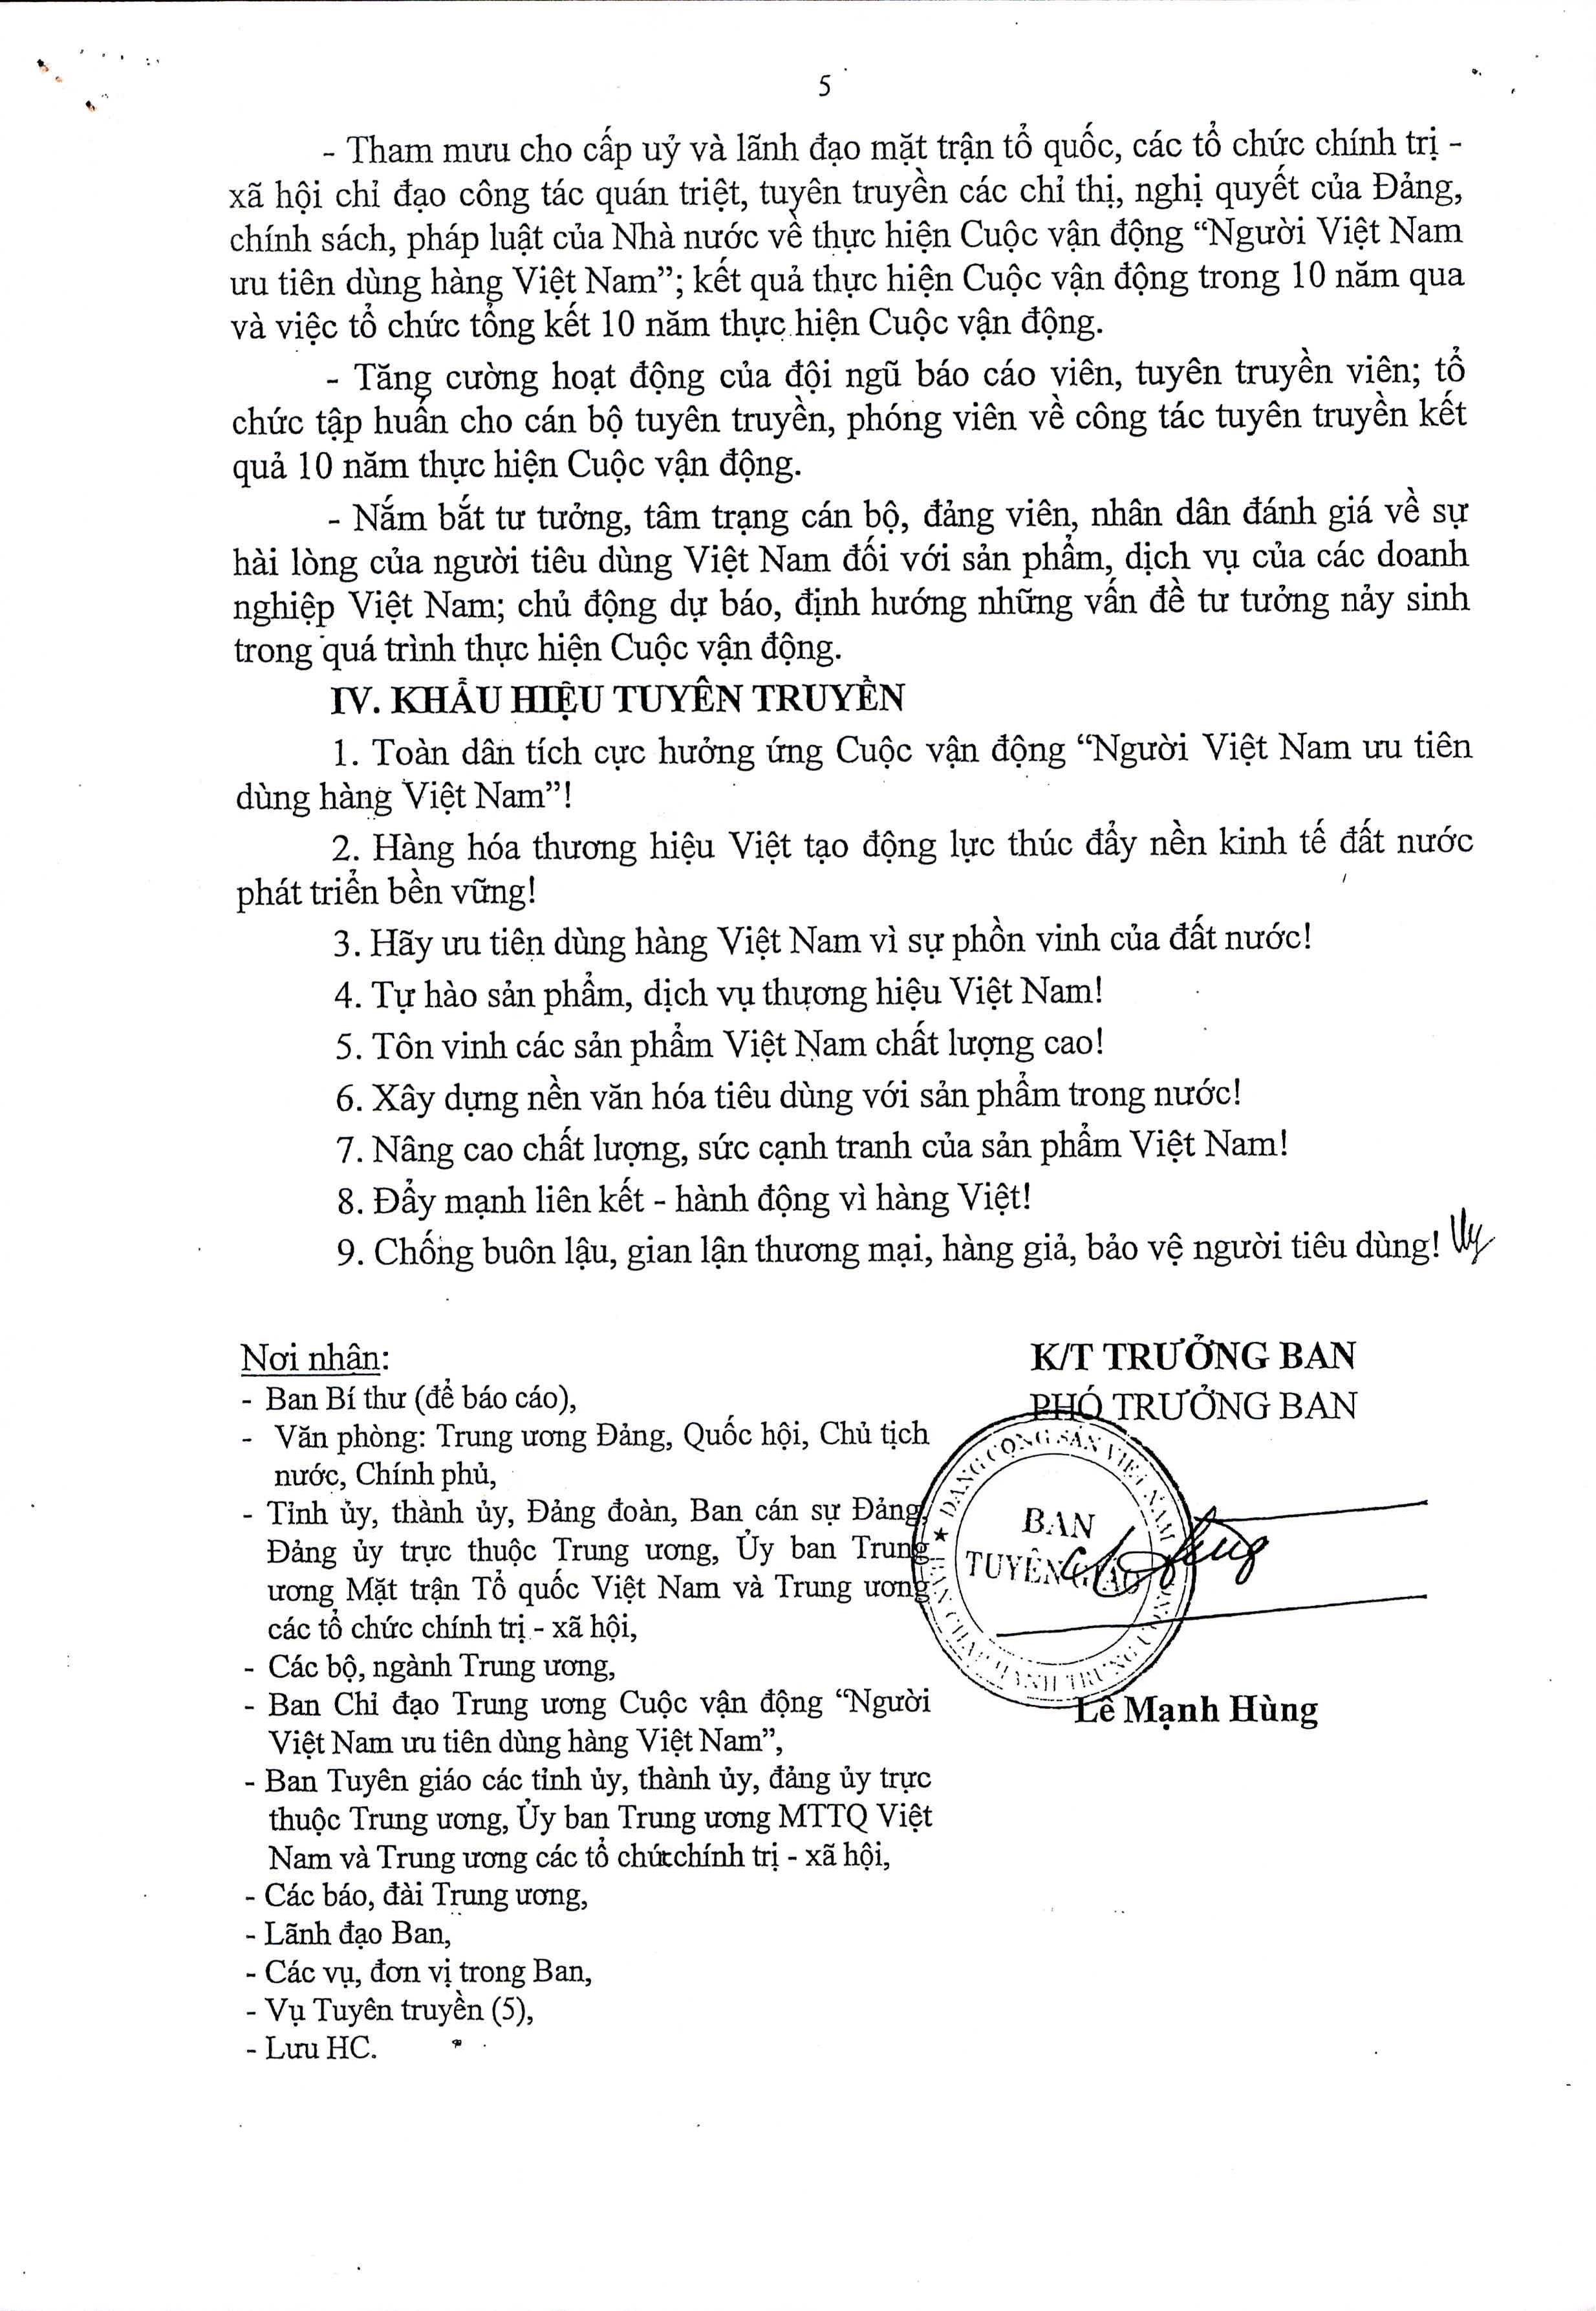 5
- Tham mưu cho cấp uỷ và lãnh đạo mặt trận tổ quốc, các tổ chức chính trị -
xã hội chỉ đạo công tác quán triệt, tuyên truyền các chỉ thị, nghị quyết của Đảng,
chính sách, pháp luật của Nhà nước về thực hiện Cuộc vận động “Người Việt Nam
ưu tiên dùng hàng Việt Nam”; kết quả thực hiện Cuộc vận động trong 10 năm qua
và việc tổ chức tổng kết 10 năm thực hiện Cuộc vận động.
- Tăng cường hoạt động của đội ngũ báo cáo viên, tuyên truyền viên; tổ
chức tập huấn cho cán bộ tuyên truyền, phóng viên về công tác tuyên truyền kết
quả 10 năm thực hiện Cuộc vận động.
- Nắm bắt tư tưởng, tâm trạng cán bộ, đảng viên, nhân dân đánh giá về sự
hài lòng của người tiêu dùng Việt Nam đối với sản phẩm, dịch vụ của các doanh
nghiệp Việt Nam; chủ động dự báo, định hướng những vấn đề tư tưởng nảy sinh
trong quá trình thực hiện Cuộc vận động.
IV. KHẨU HIỆU TUYÊN TRUYỀN
1. Toàn dân tích cực hưởng ứng Cuộc vận động “Người Việt Nam ưu tiên
dùng hàng Việt Nam”!
2. Hàng hóa thương hiệu Việt tạo động lực thúc đẩy nền kinh tế đất nước
phát triển bền vững!
3. Hãy ưu tiên dùng hàng Việt Nam vì sự phồn vinh của đất nước!
4. Tự hào sản phẩm, dịch vụ thương hiệu Việt Nam!
5. Tôn vinh các sản phẩm Việt Nam chất lượng cao!
6. Xây dựng nền văn hóa tiêu dùng với sản phẩm trong nước!
7. Nâng cao chất lượng, sức cạnh tranh của sản phẩm Việt Nam!
8. Đẩy mạnh liên kết - hành động vì hàng Việt!
9. Chống buôn lậu, gian lận thương mại, hàng giả, bảo vệ người tiêu dùng!
Nơi nhận:
- Ban Bí thư (để báo cáo),
- Văn phòng: Trung ương Đảng, Quốc hội, Chủ tịch
nước, Chính phủ,
- Tỉnh ủy, thành ủy, Đảng đoàn, Ban cán sự Đảng,
Đảng ủy trực thuộc Trung ương, Ủy ban Trung
ương Mặt trận Tổ quốc Việt Nam và Trung ương
các tổ chức chính trị - xã hội,
- Các bộ, ngành Trung ương,
- Ban Chỉ đạo Trung ương Cuộc vận động “Người
Việt Nam ưu tiên dùng hàng Việt Nam”,
- Ban Tuyên giáo các tỉnh ủy, thành ủy, đảng ủy trực
thuộc Trung ương, Ủy ban Trung ương MTTQ Việt
Nam và Trung ương các tổ chức chính trị - xã hội,
- Các báo, đài Trung ương,
- Lãnh đạo Ban,
- Các vụ, đơn vị trong Ban,
- Vụ Tuyên truyền (5),
- Lưu HC.
K/T TRƯỞNG BAN
PHÓ TRƯỞNG BAN
ĐẢNG CỘNG SẢN VIỆT NAM
BAN CHẤP HÀNH TRUNG ƯƠNG
BAN
TUYÊN GIÁO
Lê Mạnh Hùng